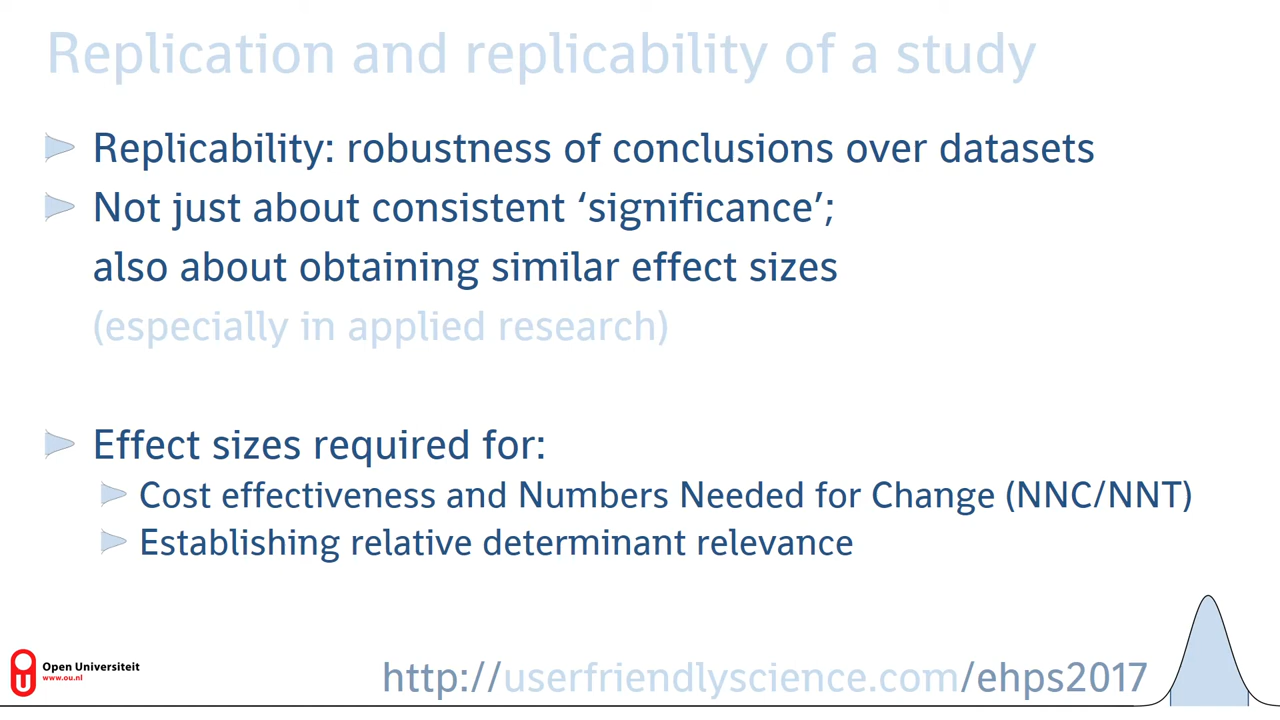 Replication and replicability of a study
Replicability: robustness of conclusions over datasets
Not just about consistent ‘significance’;
also about obtaining similar effect sizes
(especially in applied research)
Effect sizes required for:
Cost effectiveness and Numbers Needed for Change (NNC/NNT)
Establishing relative determinant relevance
Open Universiteit
www.ou.nl
http://userfriendlyscience.com/ehps2017